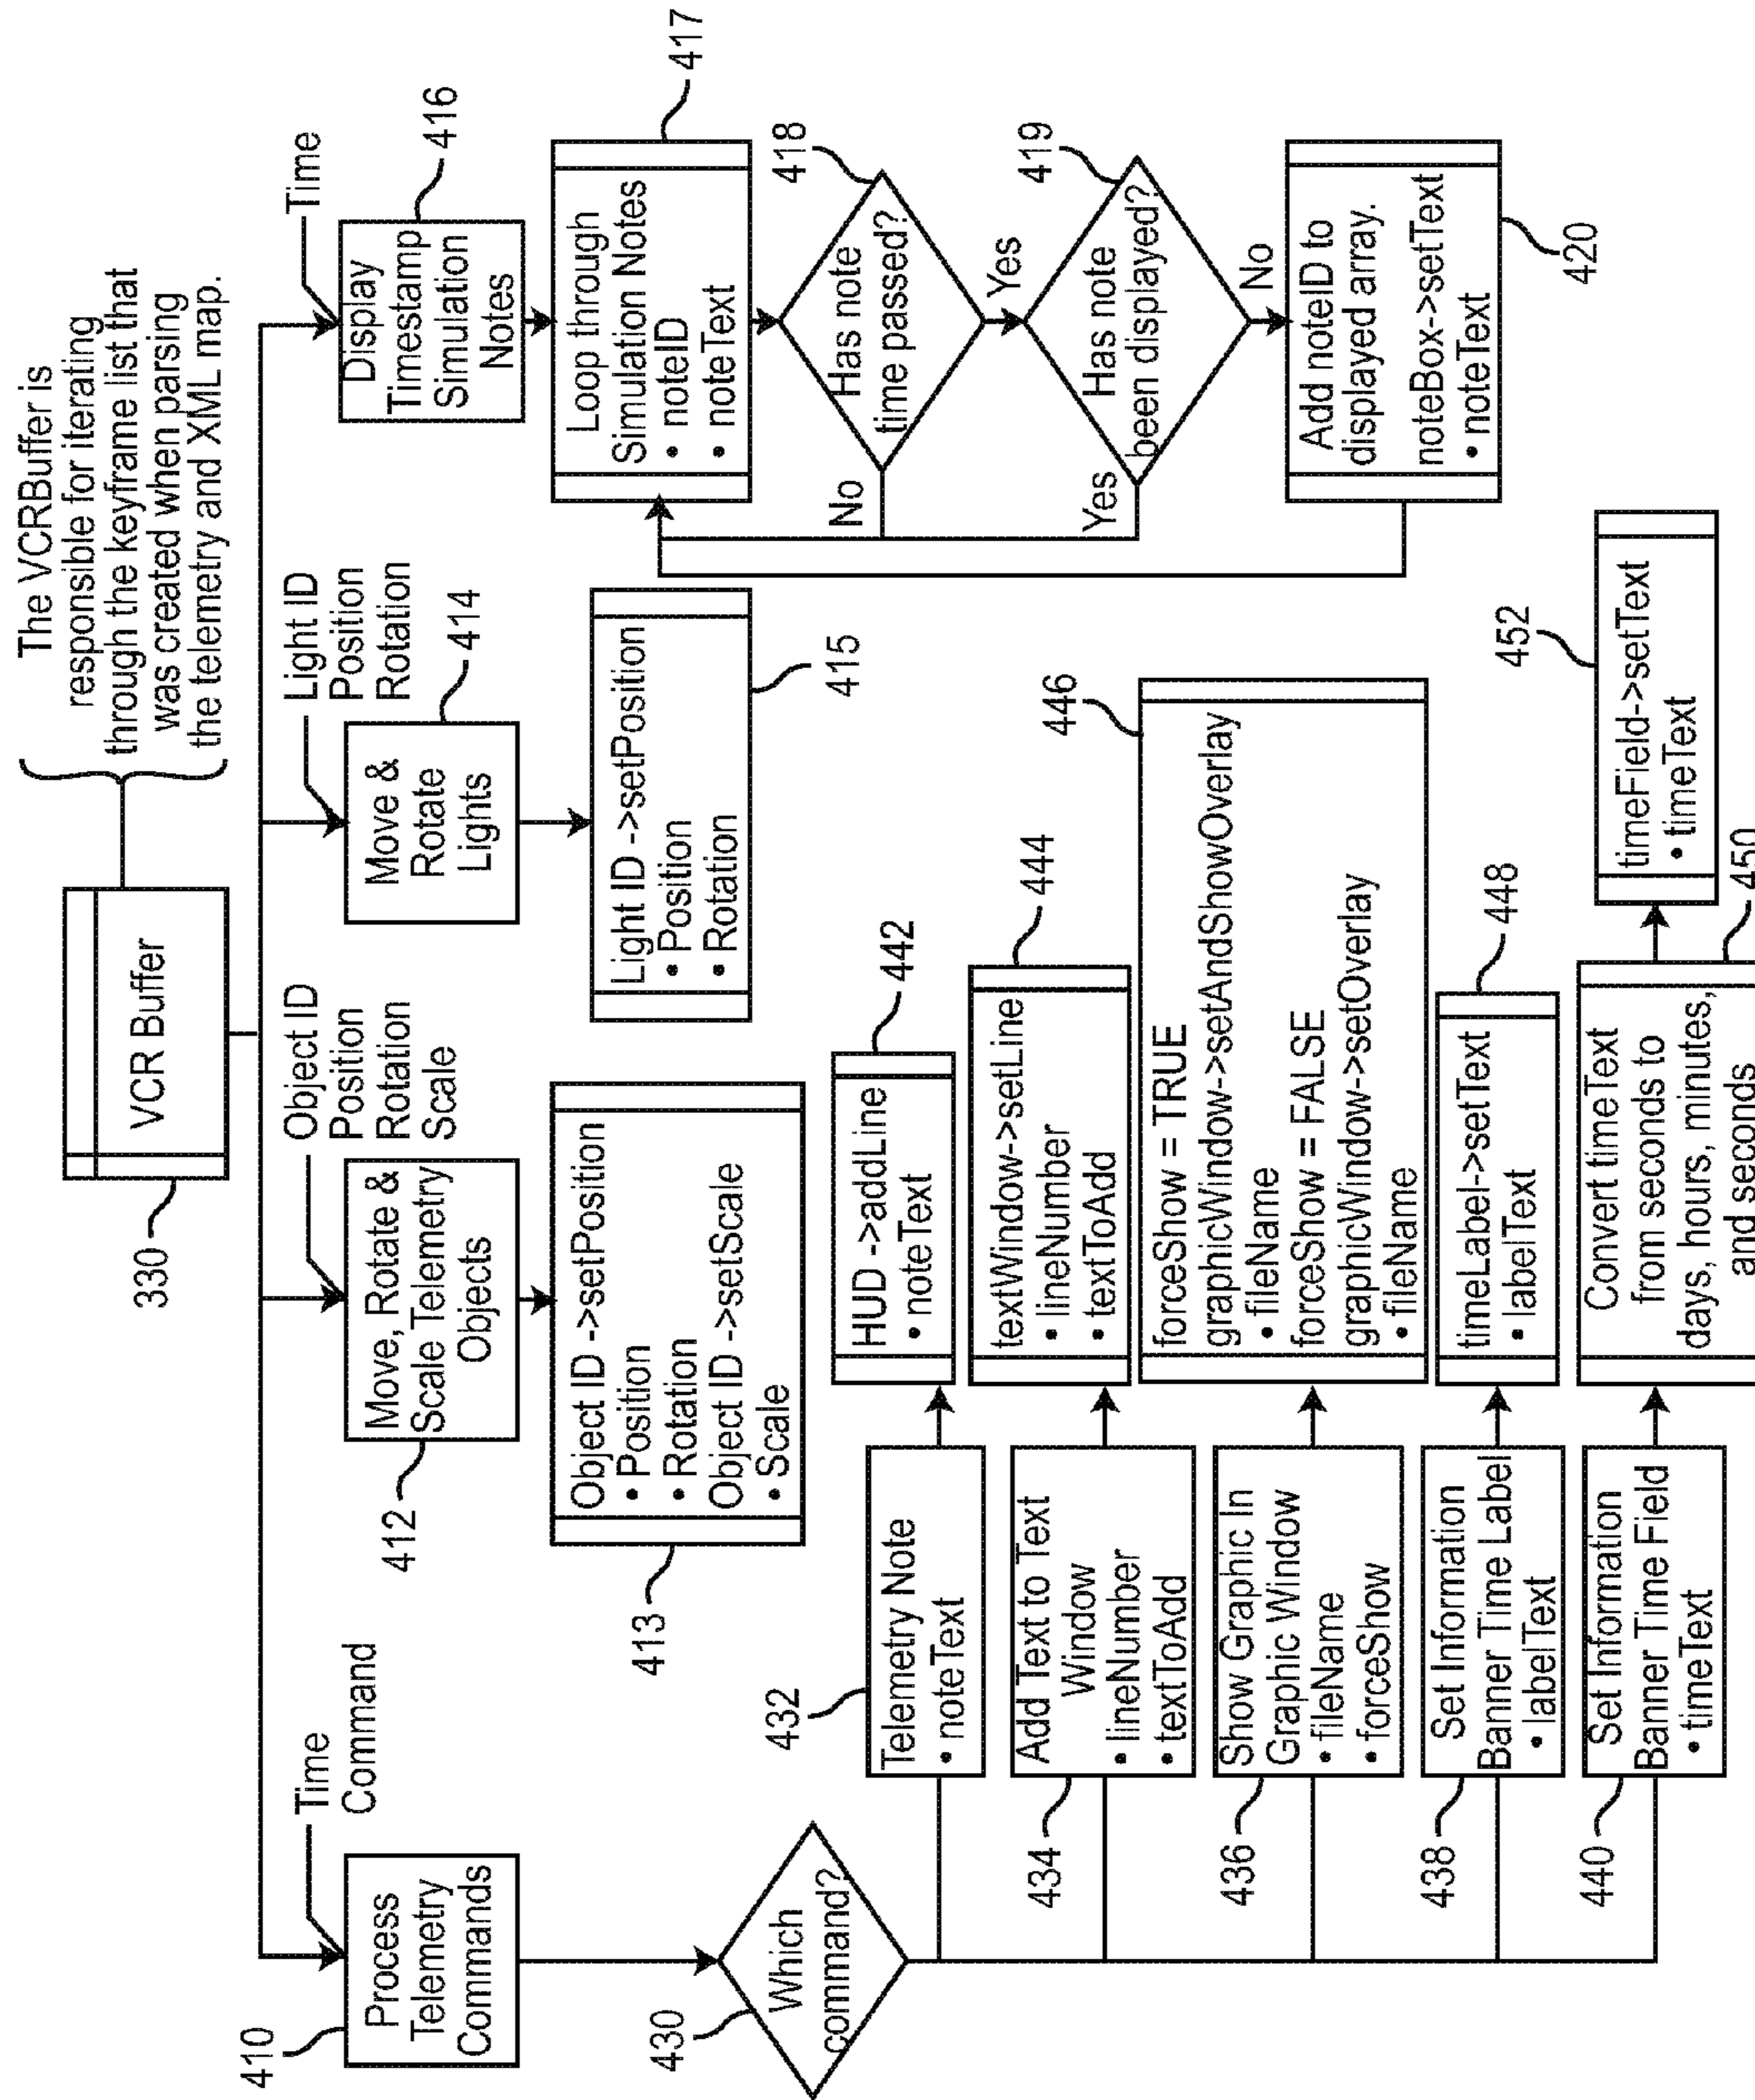 The VCRBuffer is
responsible for iterating
through the keyframe list that
was created when parsing
the telemetry and XML map.
VCR Buffer
330
Time
Command
Process
Telemetry
Commands
410
Object ID
Position
Rotation
Scale
Move, Rotate &
Scale Telemetry
Objects
412
Object ID ->setPosition
• Position
• Rotation
Object ID ->setScale
• Scale
413
Light ID
Position
Rotation
Move &
Rotate
Lights
414
Light ID ->setPosition
• Position
• Rotation
415
Time
Display
Timestamp
Simulation
Notes
416
Loop through
Simulation Notes
• noteID
• noteText
417
Has note
time passed?
418
No
Yes
Has note
been displayed?
419
Yes
No
Add noteID to
displayed array.
noteBox->setText
• noteText
420
Which
command?
430
Telemetry Note
• noteText
432
HUD ->addLine
• noteText
442
Add Text to Text
Window
• lineNumber
• textToAdd
434
textWindow->setLine
• lineNumber
• textToAdd
444
Show Graphic In
Graphic Window
• fileName
• forceShow
436
forceShow = TRUE
graphicWindow->setAndShowOverlay
• fileName
forceShow = FALSE
graphicWindow->setOverlay
• fileName
446
Set Information
Banner Time Label
• labelText
438
timeLabel->setText
• labelText
448
Set Information
Banner Time Field
• timeText
440
Convert timeText
from seconds to
days, hours, minutes,
and seconds
450
timeField->setText
• timeText
452